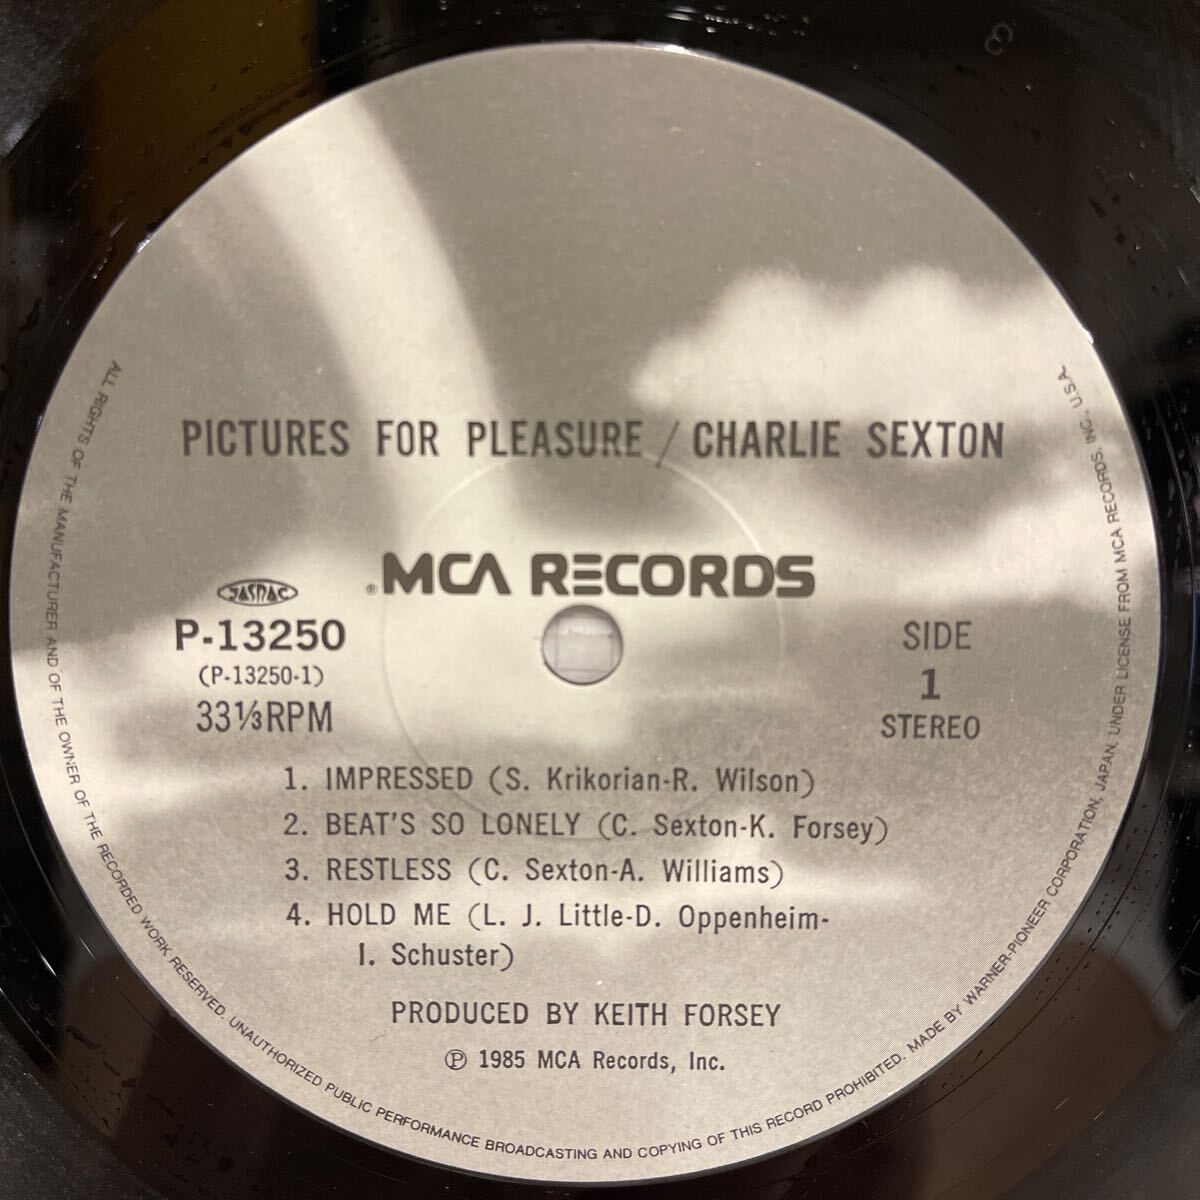 PICTURES FOR PLEASURE / CHARLIE SEXTON
®MCA RECORDS
JASRAC
P-13250
(P-13250-1)
33⅓RPM
SIDE
1
STEREO
1. IMPRESSED (S. Krikorian-R. Wilson)
2. BEAT'S SO LONELY (C. Sexton-K. Forsey)
3. RESTLESS (C. Sexton-A. Williams)
4. HOLD ME (L. J. Little-D. Oppenheim-
I. Schuster)
PRODUCED BY KEITH FORSEY
Ⓟ 1985 MCA Records, Inc.
ALL RIGHTS OF THE MANUFACTURER AND OF THE OWNER OF THE RECORDED WORK RESERVED. UNAUTHORIZED PUBLIC PERFORMANCE BROADCASTING AND COPYING OF THIS RECORD PROHIBITED. MADE BY WARNER-PIONEER CORPORATION, JAPAN, UNDER LICENSE FROM MCA RECORDS, INC., U.S.A.